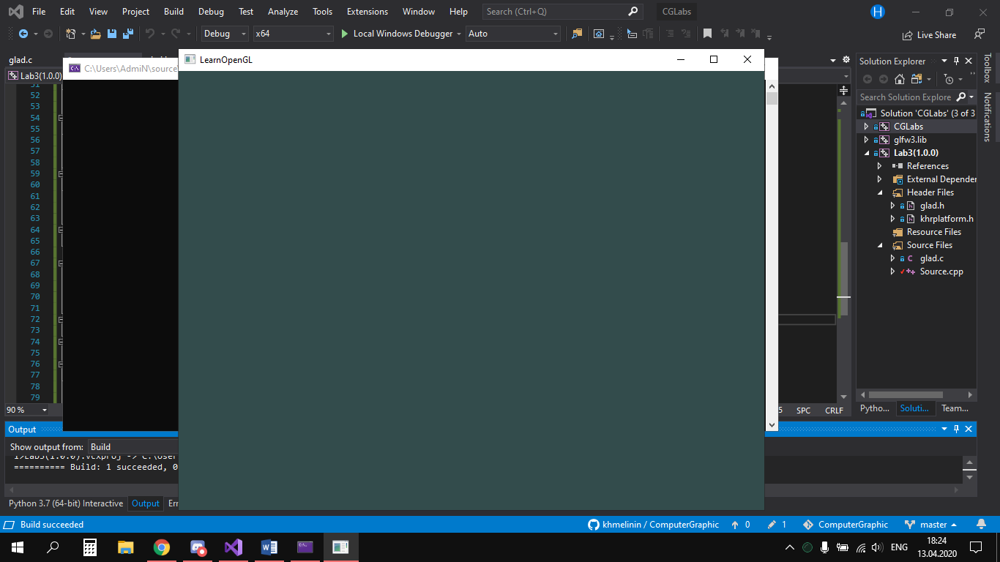 File Edit View Project Build Debug Test Analyze Tools Extensions Window Help Search (Ctrl+Q) CGLabs H
Debug x64 Local Windows Debugger Auto Live Share
glad.c
LearnOpenGL
C:\Users\AdmiN\source\
Lab3(1.0.0)
51
52
53
54
55
56
57
58
59
60
61
62
63
64
65
66
67
68
69
70
71
72
73
74
75
76
77
78
79
90 %
SPC CRLF
Solution Explorer
Search Solution Explore
Solution 'CGLabs' (3 of 3
CGLabs
glfw3.lib
Lab3(1.0.0)
References
External Depender
Header Files
glad.h
khrplatform.h
Resource Files
Source Files
glad.c
Source.cpp
Pytho... Soluti... Team...
Toolbox
Notifications
Output
Show output from: Build
1>Lab3(1.0.0).vcxproj -> C:\User
========== Build: 1 succeeded, 0
Python 3.7 (64-bit) Interactive Output Err
Build succeeded khmelinin / ComputerGraphic 0 1 ComputerGraphic master
ENG 18:24
13.04.2020